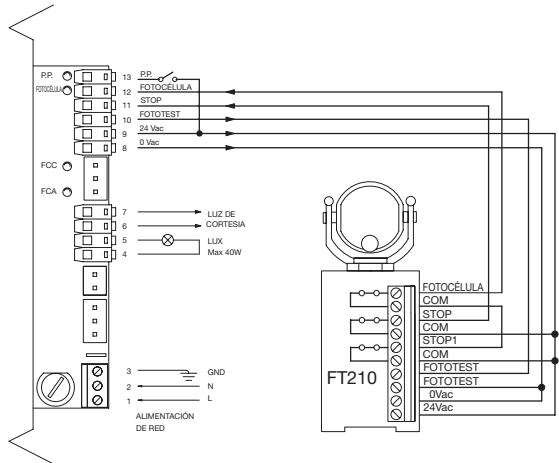 P.P.
FOTOCÉLULA
FCC
FCA
13 P.P.
12 FOTOCÉLULA
11 STOP
10 FOTOTEST
9 24 Vac
8 0 Vac
7 LUZ DE
6 CORTESIA
5 LUX
4 Max 40W
3 GND
2 N
1 L
ALIMENTACIÓN
DE RED
FT210
FOTOCÉLULA
COM
STOP
COM
STOP1
COM
FOTOTEST
FOTOTEST
0Vac
24Vac